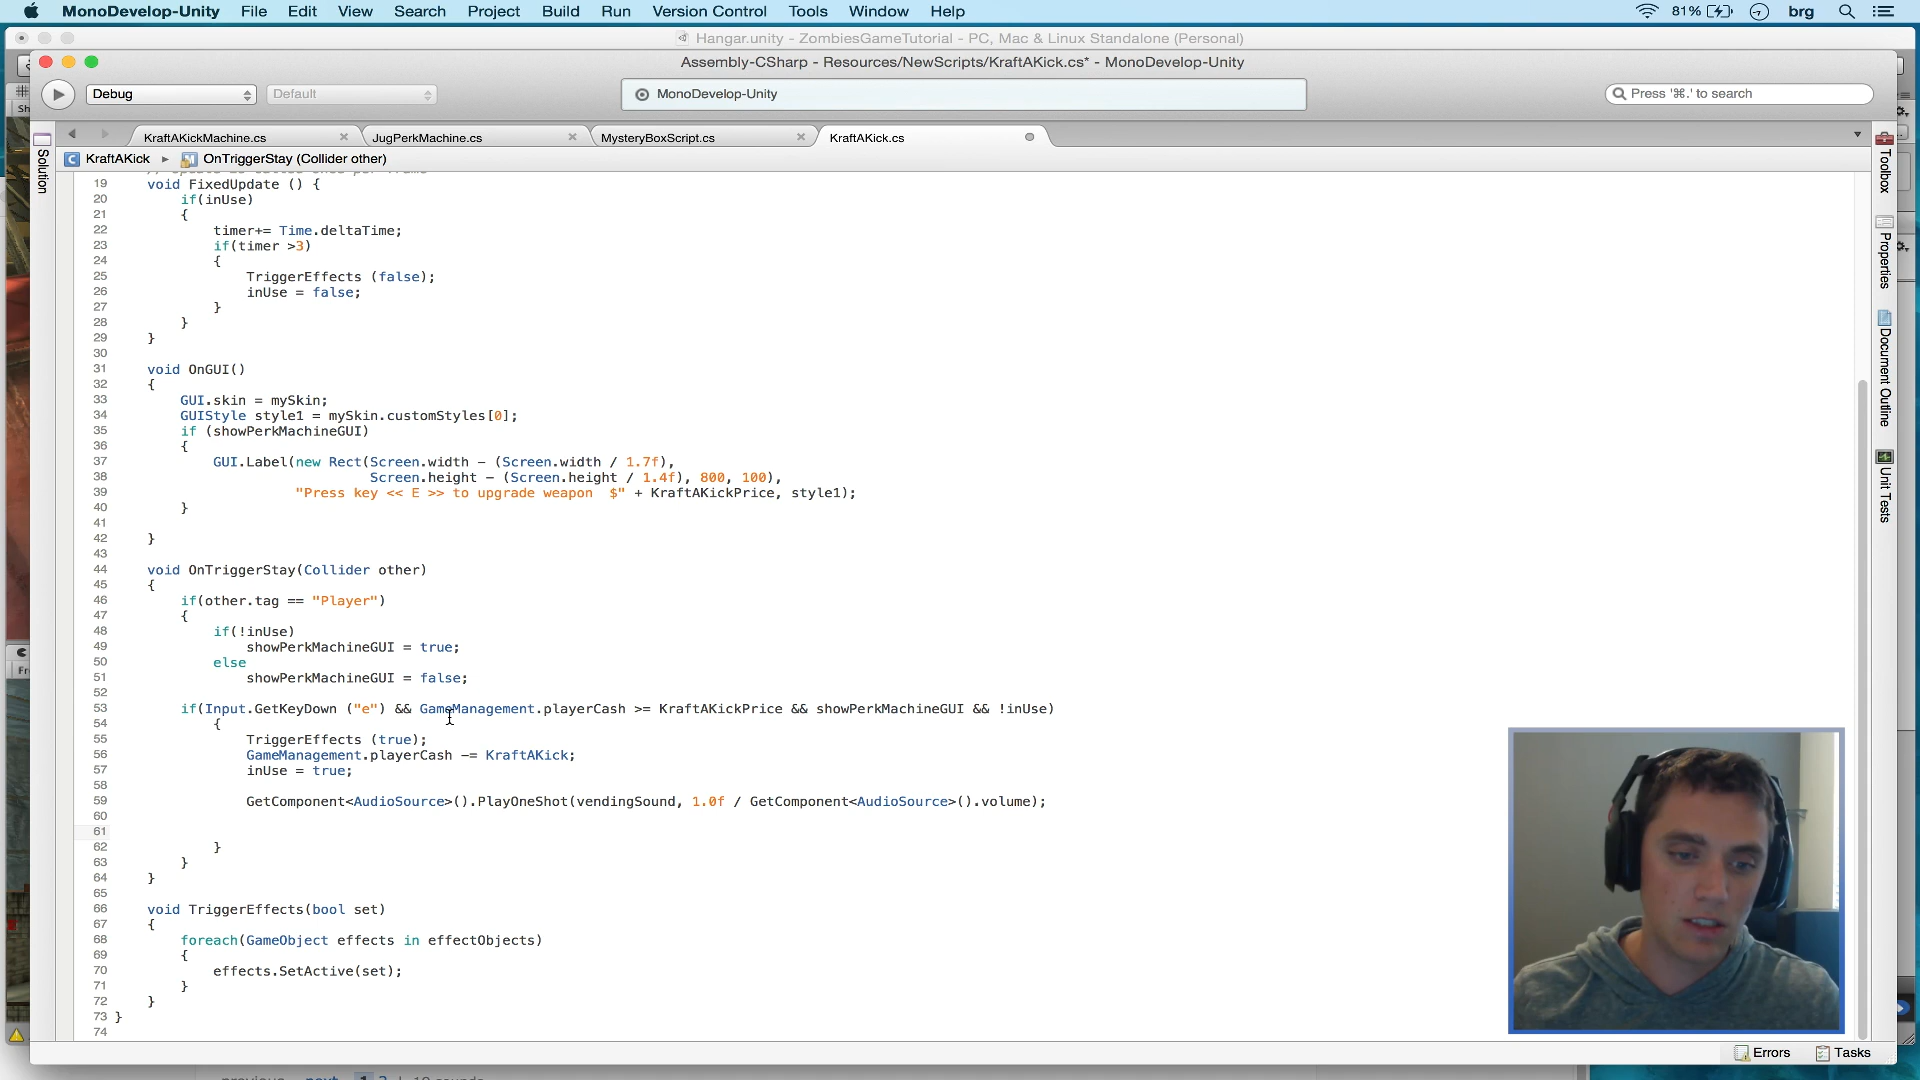 MonoDevelop-Unity File Edit View Search Project Build Run Version Control Tools Window Help 81% brg
Hangar.unity - ZombiesGameTutorial - PC, Mac & Linux Standalone (Personal)
Assembly-CSharp - Resources/NewScripts/KraftAKick.cs* - MonoDevelop-Unity
Debug Default MonoDevelop-Unity Press '⌘.' to search
KraftAKickMachine.cs JugPerkMachine.cs MysteryBoxScript.cs KraftAKick.cs
KraftAKick ▸ OnTriggerStay (Collider other)
Solution
Toolbox
Properties
Document Outline
Unit Tests
19 void FixedUpdate () {
20 if(inUse)
21 {
22 timer+= Time.deltaTime;
23 if(timer >3)
24 {
25 TriggerEffects (false);
26 inUse = false;
27 }
28 }
29 }
30
31 void OnGUI()
32 {
33 GUI.skin = mySkin;
34 GUIStyle style1 = mySkin.customStyles[0];
35 if (showPerkMachineGUI)
36 {
37 GUI.Label(new Rect(Screen.width - (Screen.width / 1.7f),
38 Screen.height - (Screen.height / 1.4f), 800, 100),
39 "Press key << E >> to upgrade weapon  $" + KraftAKickPrice, style1);
40 }
41
42 }
43
44 void OnTriggerStay(Collider other)
45 {
46 if(other.tag == "Player")
47 {
48 if(!inUse)
49 showPerkMachineGUI = true;
50 else
51 showPerkMachineGUI = false;
52
53 if(Input.GetKeyDown ("e") && GameManagement.playerCash >= KraftAKickPrice && showPerkMachineGUI && !inUse)
54 {
55 TriggerEffects (true);
56 GameManagement.playerCash -= KraftAKick;
57 inUse = true;
58
59 GetComponent<AudioSource>().PlayOneShot(vendingSound, 1.0f / GetComponent<AudioSource>().volume);
60
61
62 }
63 }
64 }
65
66 void TriggerEffects(bool set)
67 {
68 foreach(GameObject effects in effectObjects)
69 {
70 effects.SetActive(set);
71 }
72 }
73 }
74
Errors Tasks